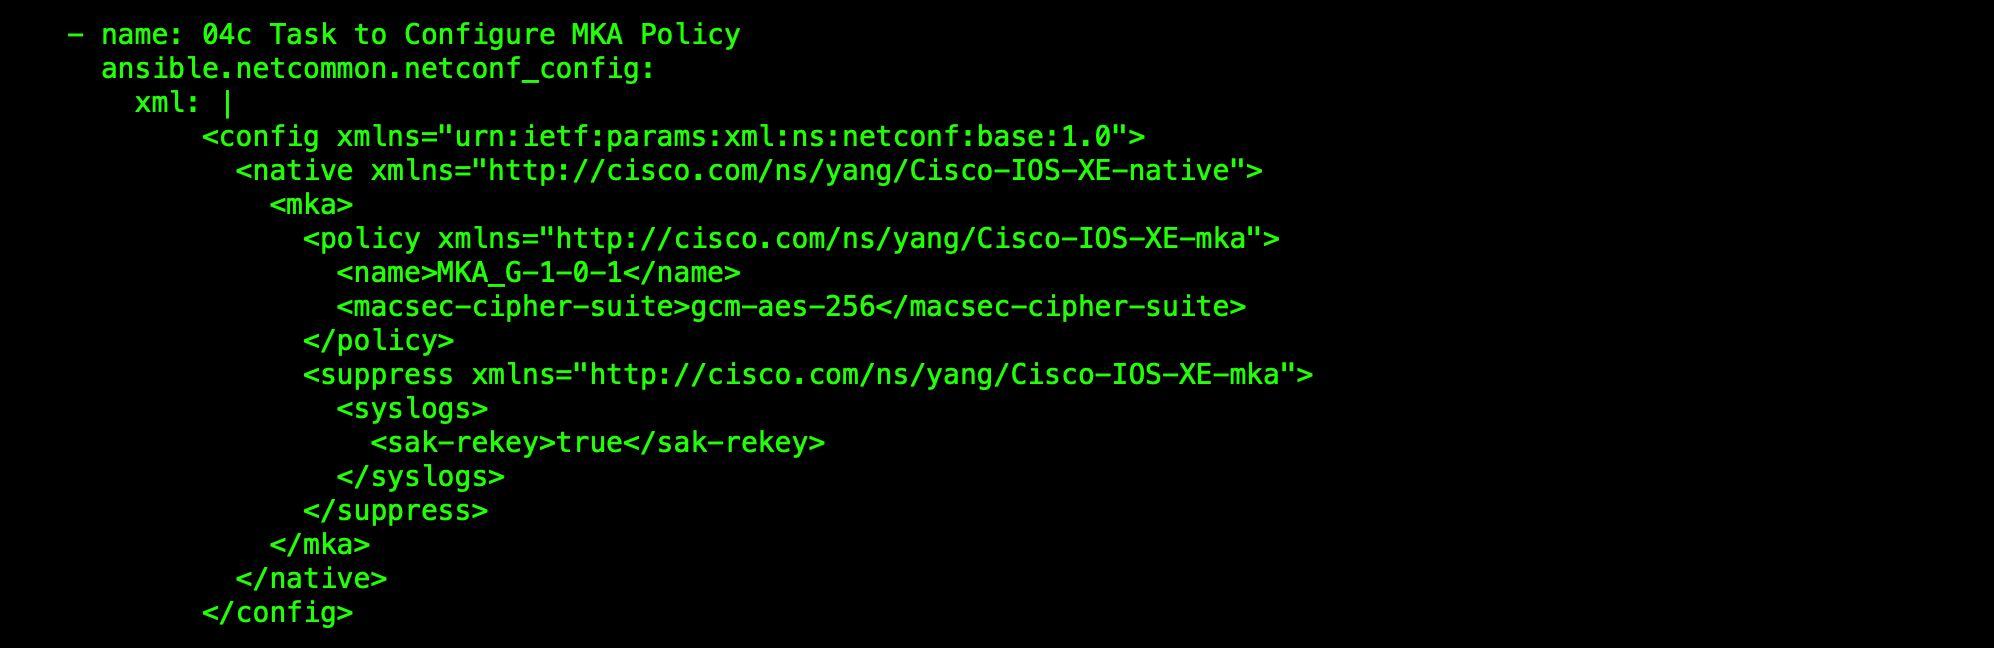 - name: 04c Task to Configure MKA Policy
ansible.netcommon.netconf_config:
xml: |
<config xmlns="urn:ietf:params:xml:ns:netconf:base:1.0">
<native xmlns="http://cisco.com/ns/yang/Cisco-IOS-XE-native">
<mka>
<policy xmlns="http://cisco.com/ns/yang/Cisco-IOS-XE-mka">
<name>MKA_G-1-0-1</name>
<macsec-cipher-suite>gcm-aes-256</macsec-cipher-suite>
</policy>
<suppress xmlns="http://cisco.com/ns/yang/Cisco-IOS-XE-mka">
<syslogs>
<sak-rekey>true</sak-rekey>
</syslogs>
</suppress>
</mka>
</native>
</config>